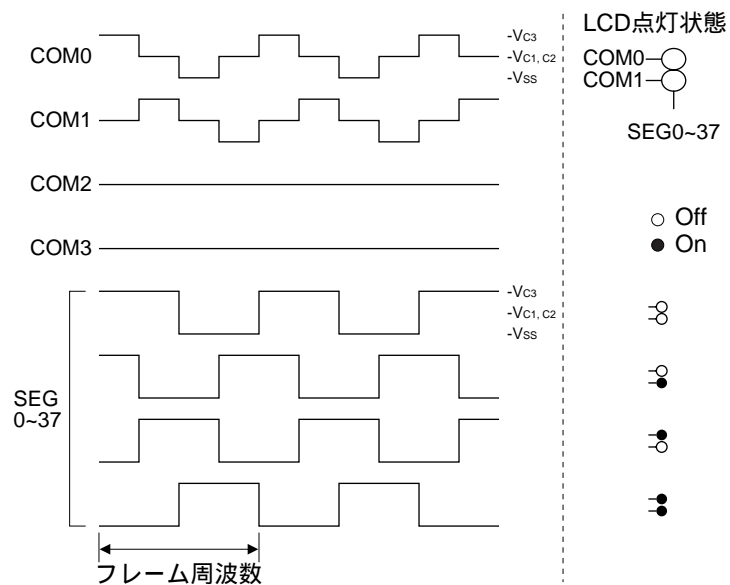 LCD点灯状態
COM0
-VC3
-VC1, C2
-VSS
COM0
COM1
SEG0~37
COM1
COM2
COM3
Off
On
-VC3
-VC1, C2
-VSS
SEG
0~37
フレーム周波数